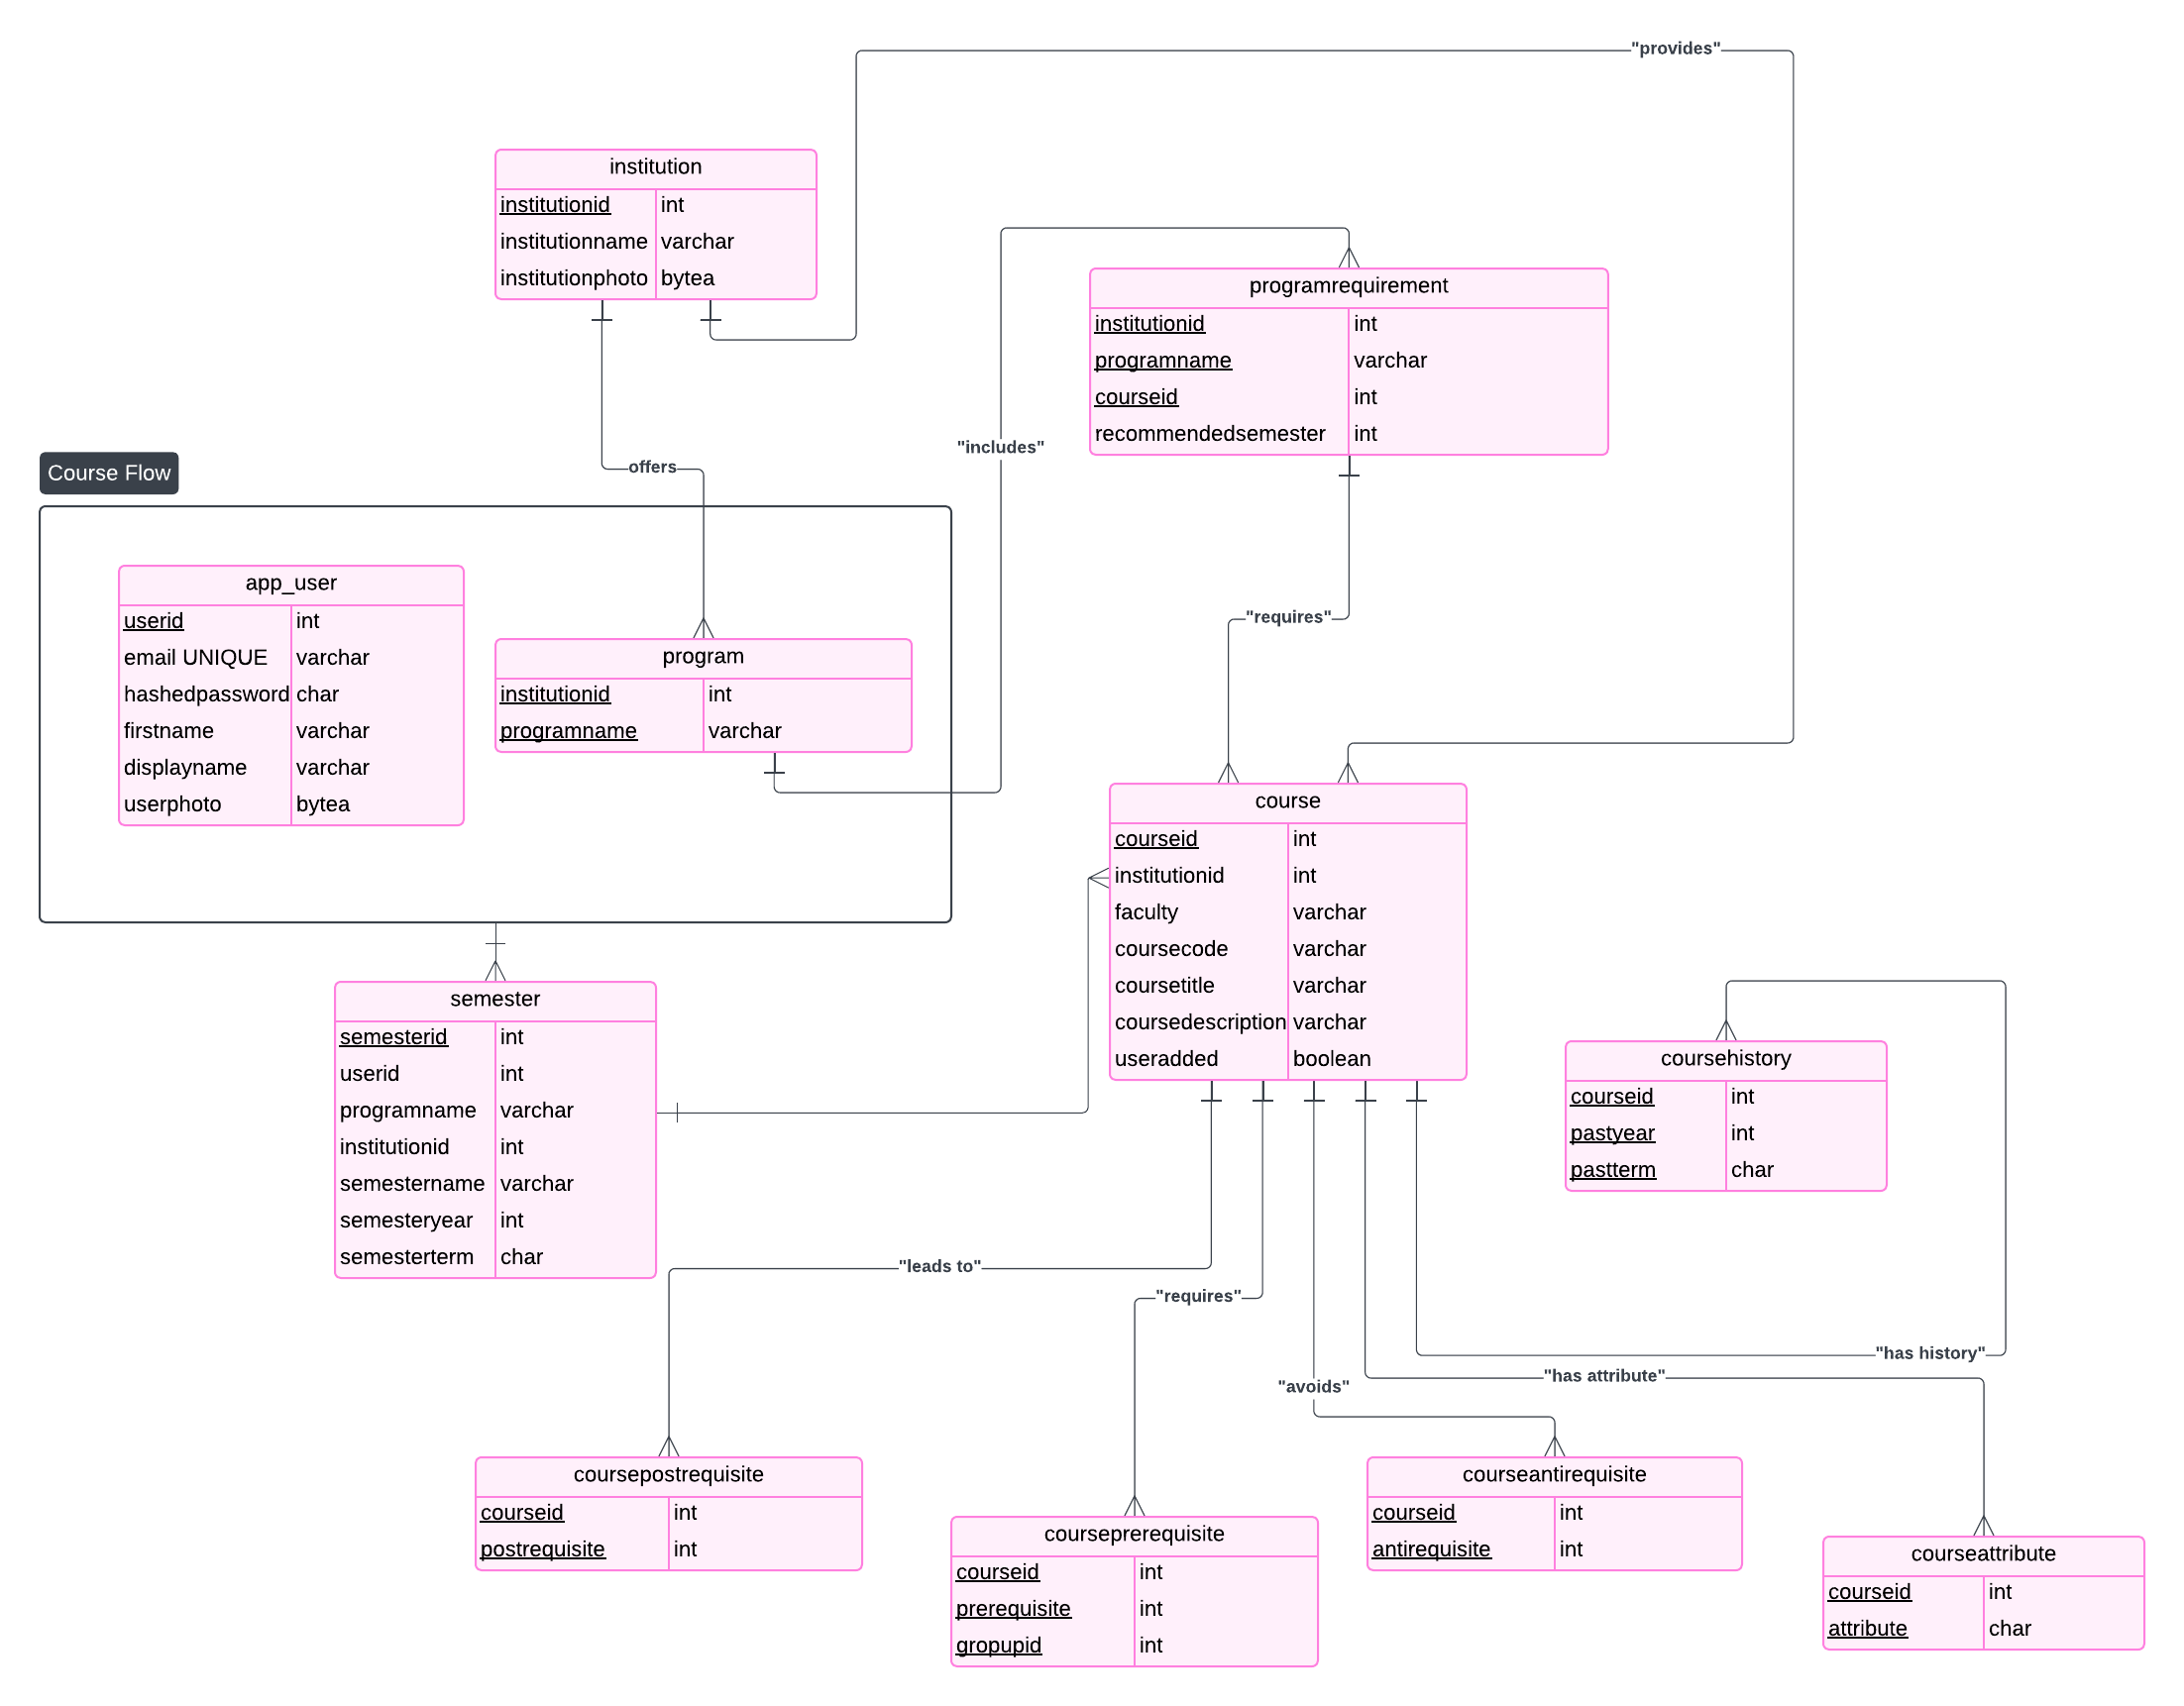 "provides"
institution
institutionid int
institutionname varchar
institutionphoto bytea
programrequirement
institutionid int
programname varchar
courseid int
recommendedsemester int
"includes"
offers
Course Flow
app_user
userid int
email UNIQUE varchar
hashedpassword char
firstname varchar
displayname varchar
userphoto bytea
program
institutionid int
programname varchar
"requires"
course
courseid int
institutionid int
faculty varchar
coursecode varchar
coursetitle varchar
coursedescription varchar
useradded boolean
semester
semesterid int
userid int
programname varchar
institutionid int
semestername varchar
semesteryear int
semesterterm char
coursehistory
courseid int
pastyear int
pastterm char
"leads to"
"requires"
"has history"
"has attribute"
"avoids"
coursepostrequisite
courseid int
postrequisite int
courseprerequisite
courseid int
prerequisite int
gropupid int
courseantirequisite
courseid int
antirequisite int
courseattribute
courseid int
attribute char